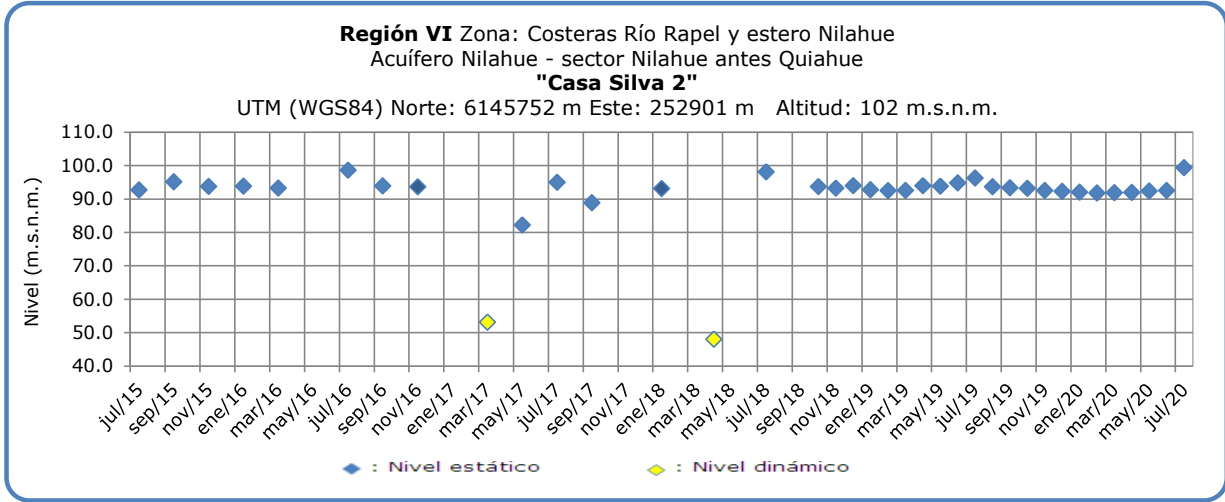 Región VI Zona: Costeras Río Rapel y estero Nilahue
Acuífero Nilahue - sector Nilahue antes Quiahue
"Casa Silva 2"
UTM (WGS84) Norte: 6145752 m Este: 252901 m Altitud: 102 m.s.n.m.
Nivel (m.s.n.m.)
110.0
100.0
90.0
80.0
70.0
60.0
50.0
40.0
jul/15
sep/15
nov/15
ene/16
mar/16
may/16
jul/16
sep/16
nov/16
ene/17
mar/17
may/17
jul/17
sep/17
nov/17
ene/18
mar/18
may/18
jul/18
sep/18
nov/18
ene/19
mar/19
may/19
jul/19
sep/19
nov/19
ene/20
mar/20
may/20
jul/20
: Nivel estático
: Nivel dinámico